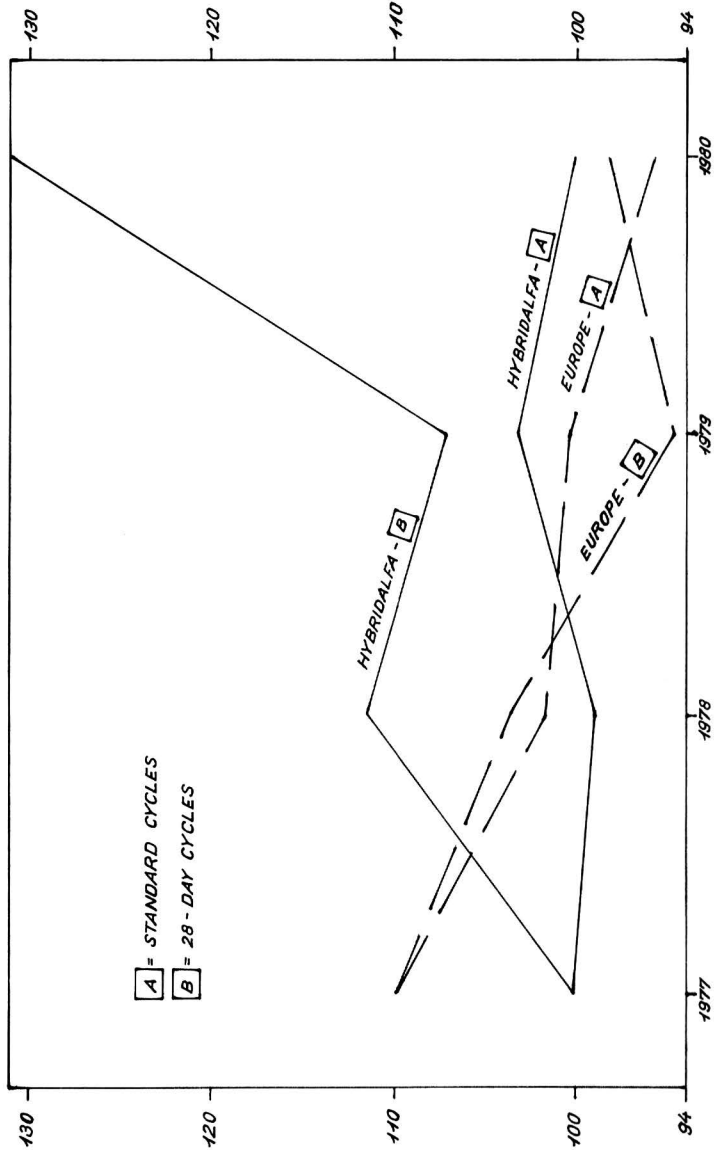 130
120
110
100
94
130
120
110
100
94
1977
1978
1979
1980
A = STANDARD CYCLES
B = 28-DAY CYCLES
HYBRIDALFA-B
HYBRIDALFA-A
EUROPE-A
EUROPE-B